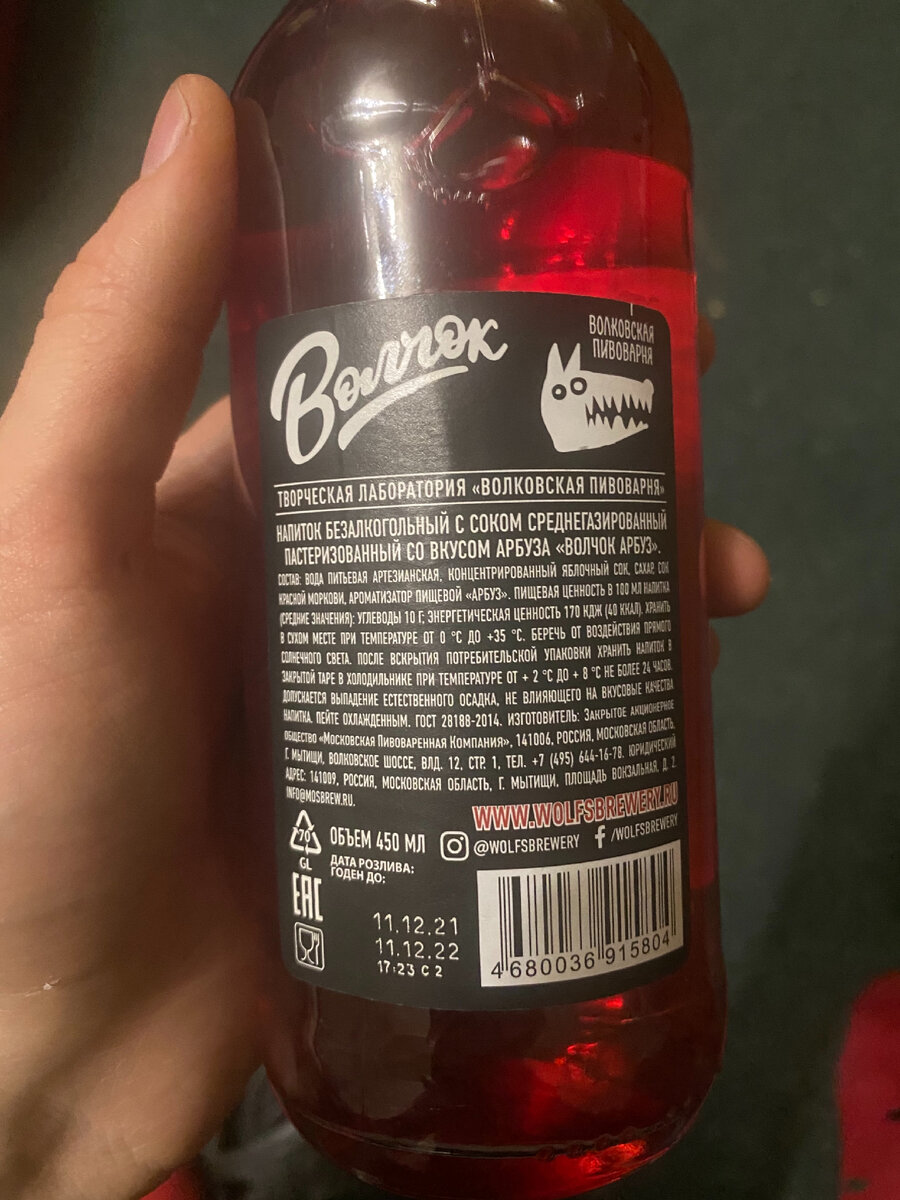 Волчок
ВОЛКОВСКАЯ
ПИВОВАРНЯ
ТВОРЧЕСКАЯ ЛАБОРАТОРИЯ «ВОЛКОВСКАЯ ПИВОВАРНЯ»
НАПИТОК БЕЗАЛКОГОЛЬНЫЙ С СОКОМ СРЕДНЕГАЗИРОВАННЫЙ
ПАСТЕРИЗОВАННЫЙ СО ВКУСОМ АРБУЗА «ВОЛЧОК АРБУЗ».
СОСТАВ: ВОДА ПИТЬЕВАЯ АРТЕЗИАНСКАЯ, КОНЦЕНТРИРОВАННЫЙ ЯБЛОЧНЫЙ СОК, САХАР, СОК
КРАСНОЙ МОРКОВИ, АРОМАТИЗАТОР ПИЩЕВОЙ «АРБУЗ». ПИЩЕВАЯ ЦЕННОСТЬ В 100 МЛ НАПИТКА
(СРЕДНИЕ ЗНАЧЕНИЯ): УГЛЕВОДЫ 10 Г; ЭНЕРГЕТИЧЕСКАЯ ЦЕННОСТЬ 170 КДЖ (40 ККАЛ). ХРАНИТЬ
В СУХОМ МЕСТЕ ПРИ ТЕМПЕРАТУРЕ ОТ 0 °C ДО +35 °C. БЕРЕЧЬ ОТ ВОЗДЕЙСТВИЯ ПРЯМОГО
СОЛНЕЧНОГО СВЕТА. ПОСЛЕ ВСКРЫТИЯ ПОТРЕБИТЕЛЬСКОЙ УПАКОВКИ ХРАНИТЬ НАПИТОК В
ЗАКРЫТОЙ ТАРЕ В ХОЛОДИЛЬНИКЕ ПРИ ТЕМПЕРАТУРЕ ОТ + 2 °C ДО + 8 °C НЕ БОЛЕЕ 24 ЧАСОВ.
ДОПУСКАЕТСЯ ВЫПАДЕНИЕ ЕСТЕСТВЕННОГО ОСАДКА, НЕ ВЛИЯЮЩЕГО НА ВКУСОВЫЕ КАЧЕСТВА
НАПИТКА. ПЕЙТЕ ОХЛАЖДЕННЫМ. ГОСТ 28188-2014. ИЗГОТОВИТЕЛЬ: ЗАКРЫТОЕ АКЦИОНЕРНОЕ
ОБЩЕСТВО «МОСКОВСКАЯ ПИВОВАРЕННАЯ КОМПАНИЯ», 141006, РОССИЯ, МОСКОВСКАЯ ОБЛАСТЬ,
Г. МЫТИЩИ, ВОЛКОВСКОЕ ШОССЕ, ВЛД. 12, СТР. 1, ТЕЛ. +7 (495) 644-16-78. ЮРИДИЧЕСКИЙ
АДРЕС: 141009, РОССИЯ, МОСКОВСКАЯ ОБЛАСТЬ, Г. МЫТИЩИ, ПЛОЩАДЬ ВОКЗАЛЬНАЯ, Д. 2.
INFO@MOSBREW.RU.
WWW.WOLFSBREWERY.RU
70
GL
ОБЪЕМ 450 МЛ
@WOLFSBREWERY /WOLFSBREWERY
ДАТА РОЗЛИВА:
ГОДЕН ДО:
EAC
11.12.21
11.12.22
17:23 C 2
4 680036 915804